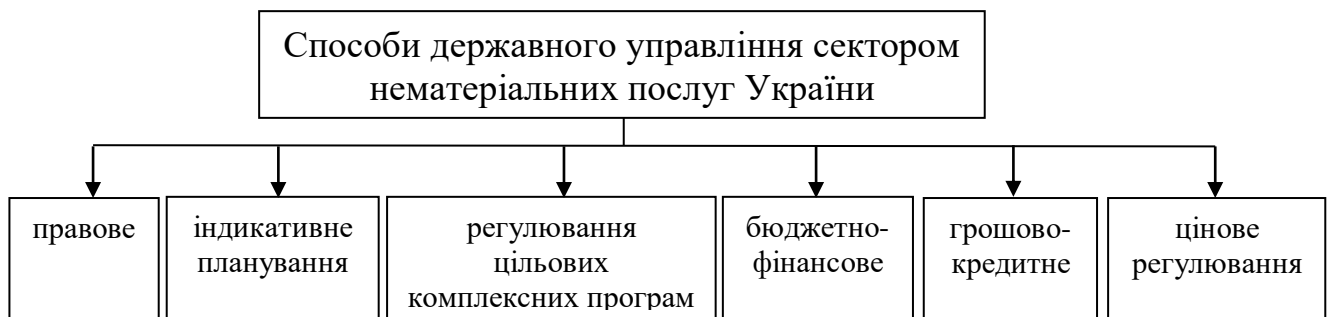 Способи державного управління сектором
нематеріальних послуг України
правове
індикативне
планування
регулювання
цільових
комплексних програм
бюджетно-
фінансове
грошово-
кредитне
цінове
регулювання